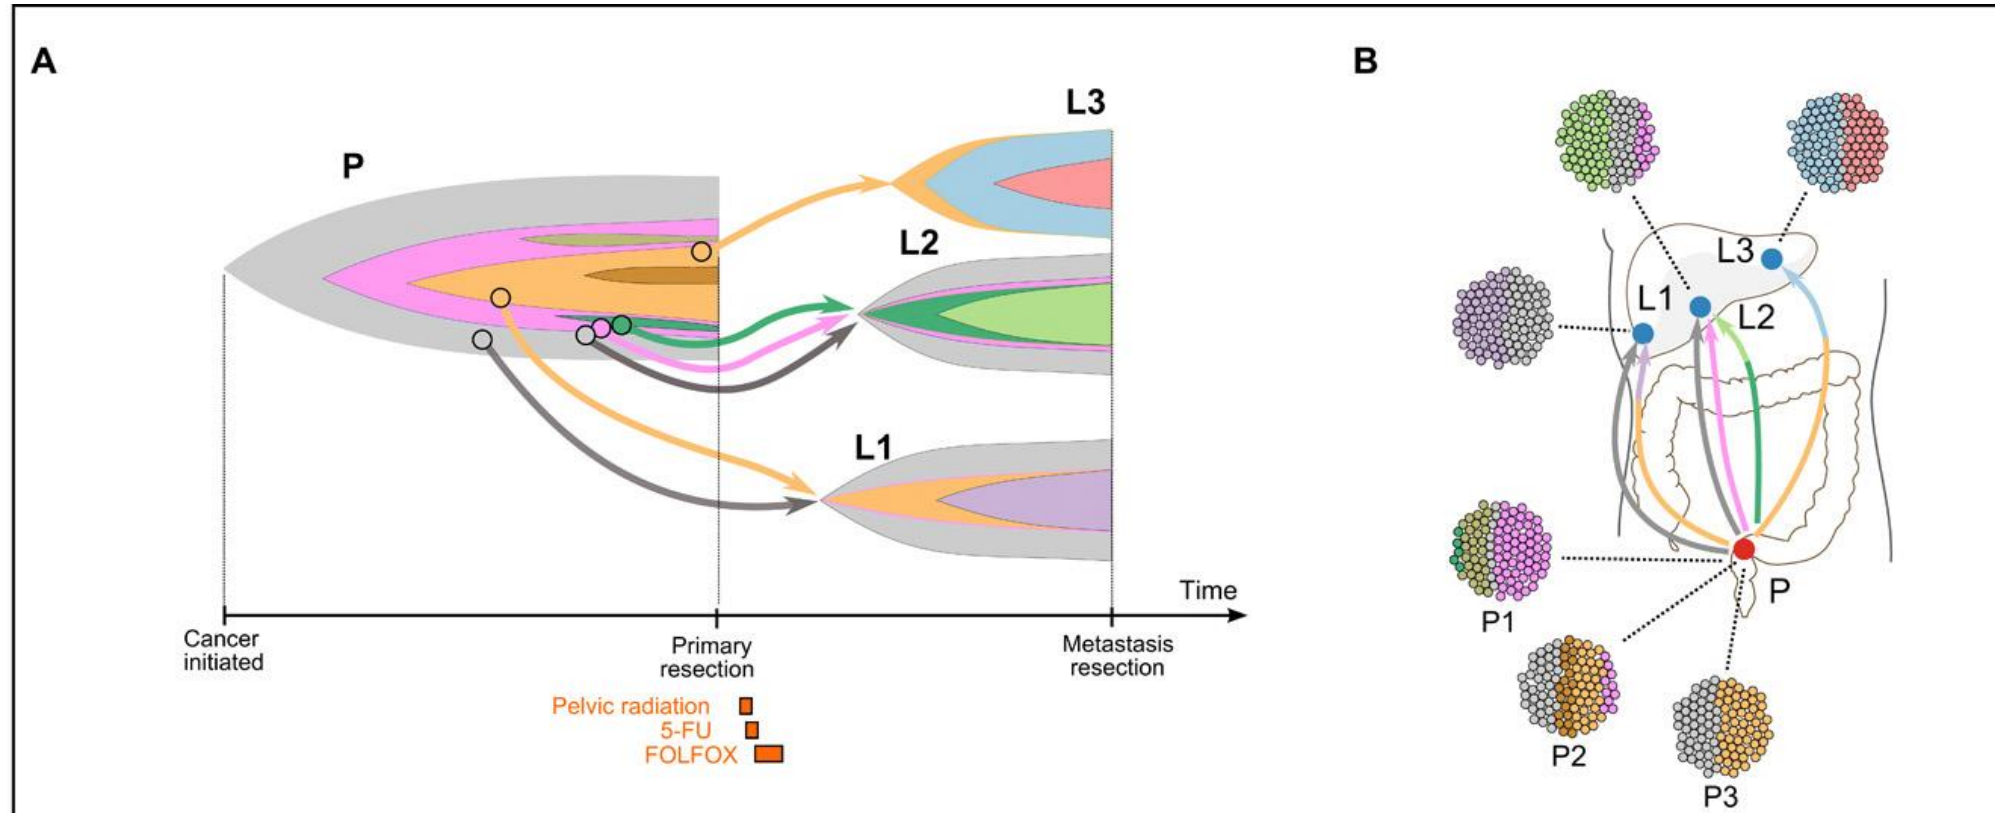 A
P
L3
L2
L1
Time
Cancer
initiated
Primary
resection
Metastasis
resection
Pelvic radiation
5-FU
FOLFOX
B
L3
L1
L2
P
P1
P2
P3